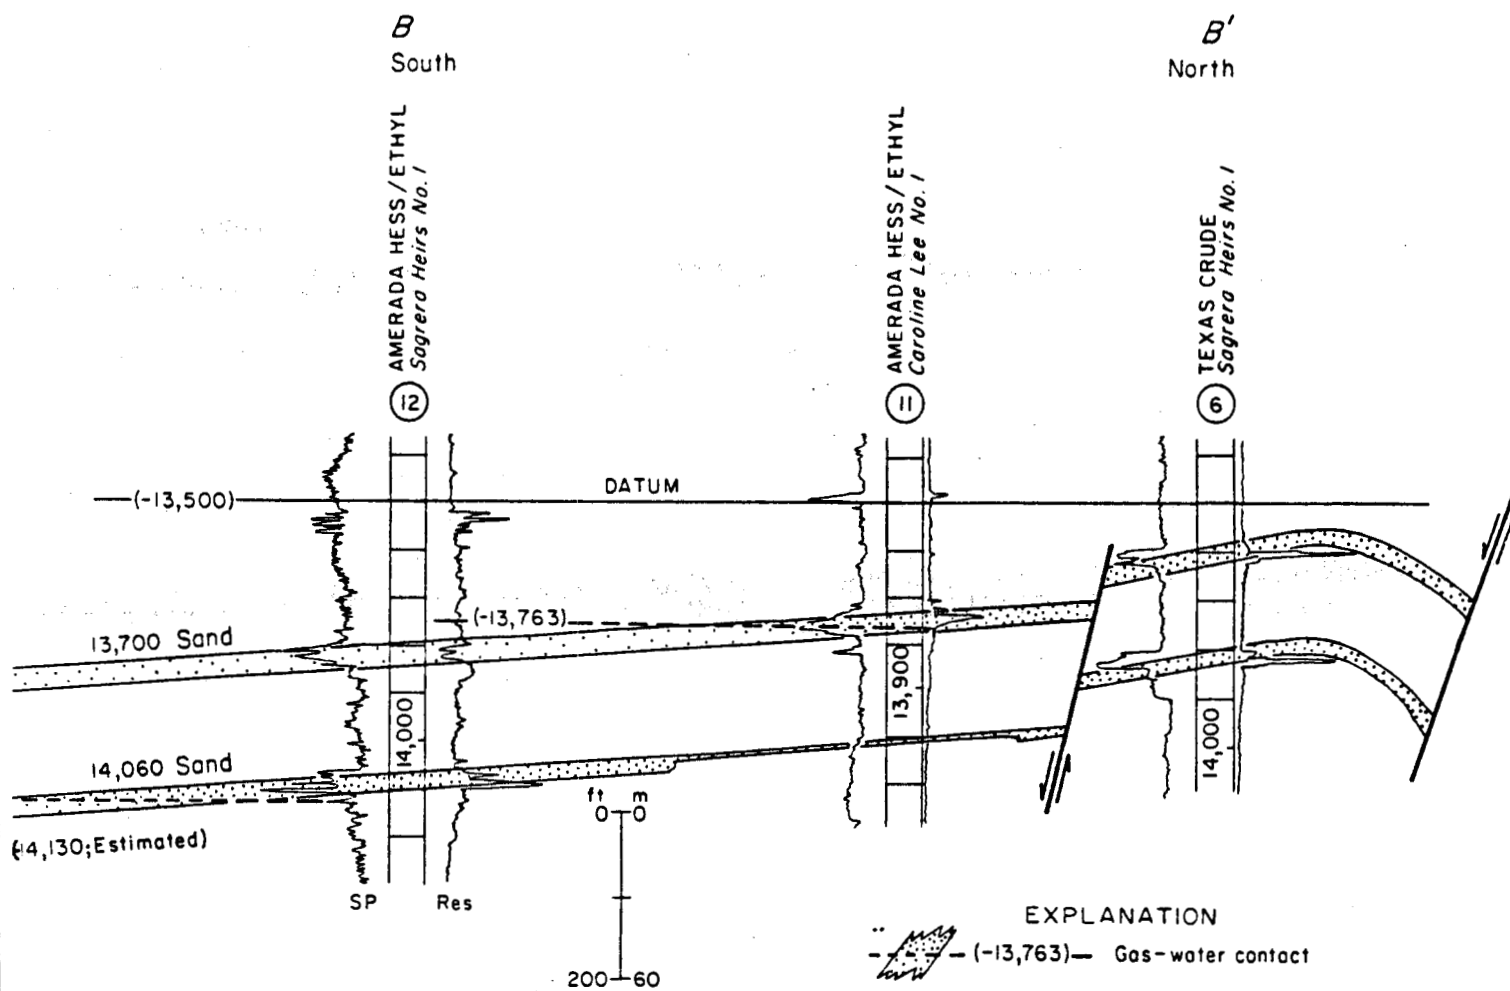 B
South
B'
North
AMERADA HESS/ETHYL
Sagrera Heirs No. 1
AMERADA HESS/ETHYL
Caroline Lee No. 1
TEXAS CRUDE
Sagrera Heirs No. 1
12
11
6
(-13,500)
DATUM
(-13,763)
13,700 Sand
13,900
14,000
14,000
14,060 Sand
(-14,130; Estimated)
ft m
0 0
200 60
SP
Res
EXPLANATION
(-13,763) Gas-water contact